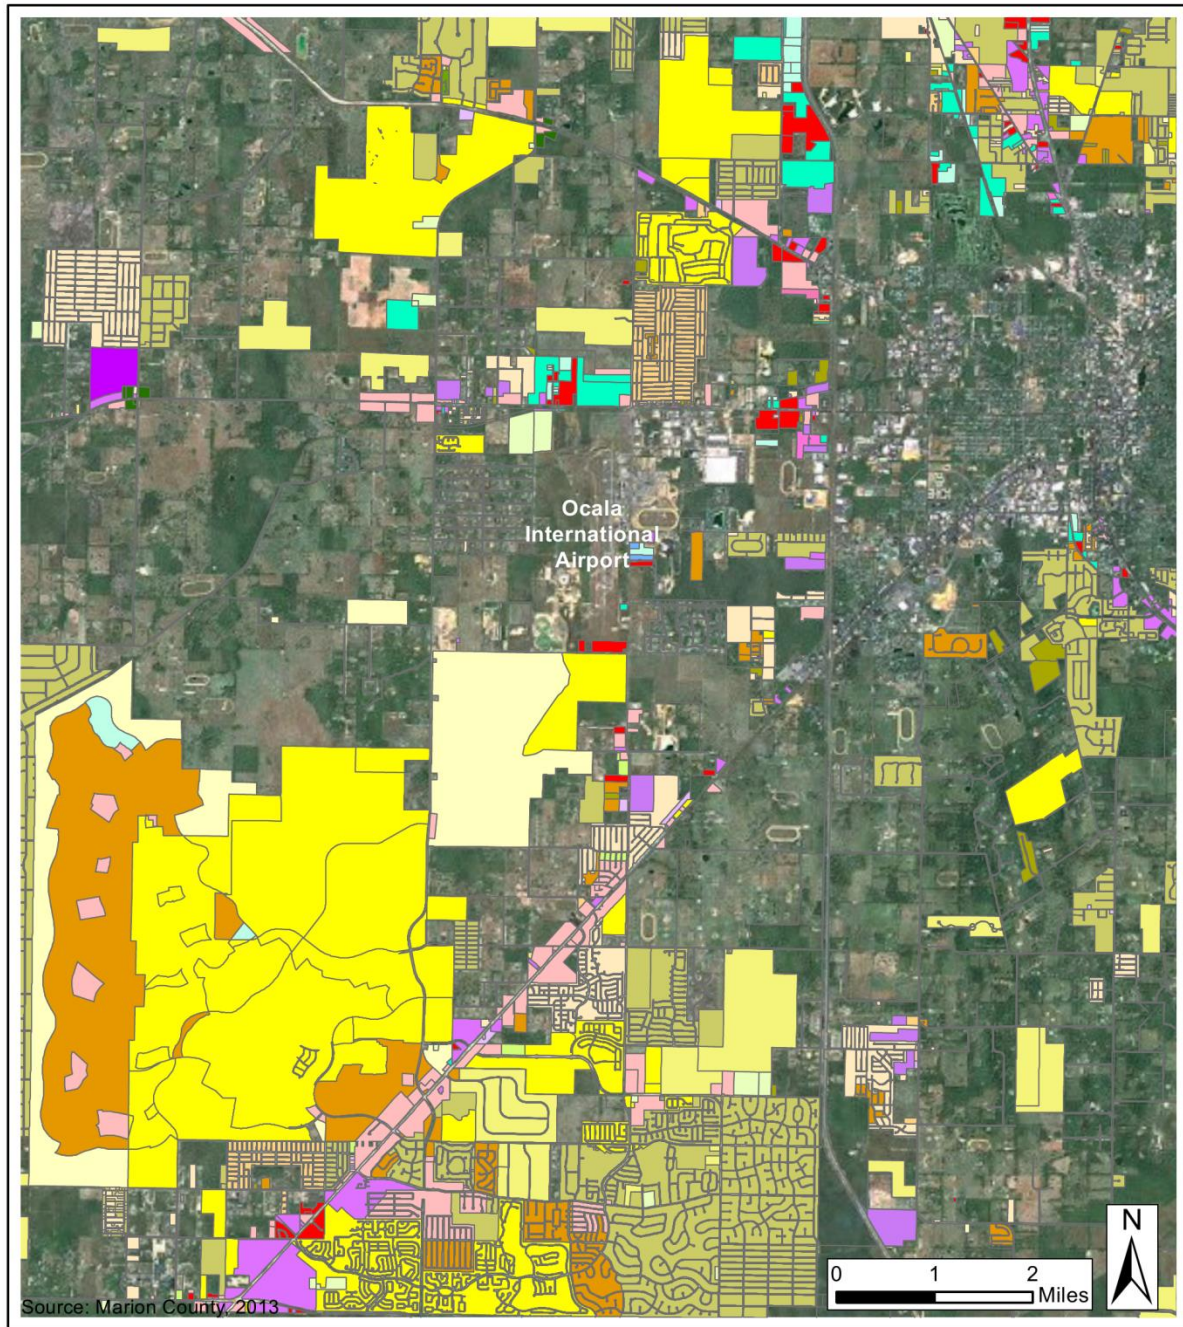 Ocala
International
Airport
N
0 1 2
Miles
Source: Marion County, 2013